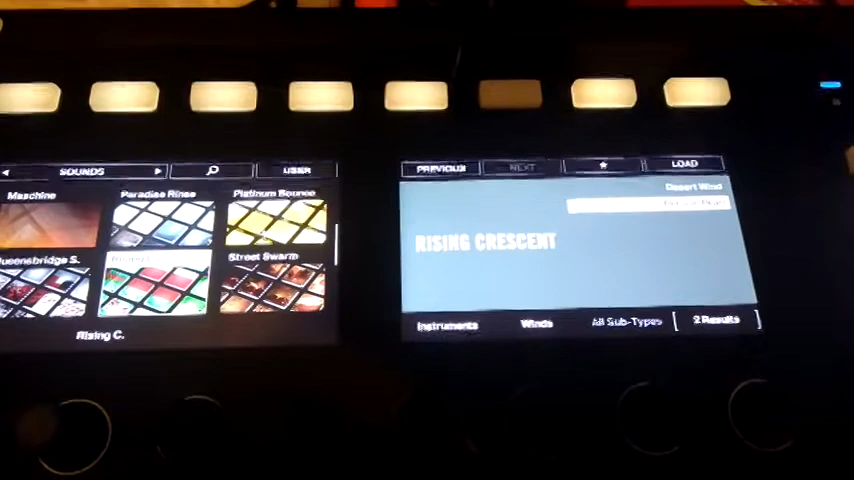 SOUNDS
USER
Maschine
Paradise Rinse
Platinum Bounce
Queensbridge S.
Street Swarm
Rising C.
PREVIOUS
NEXT
LOAD
Desert Wind
RISING CRESCENT
Instruments
Winds
All Sub-Types
2 Results